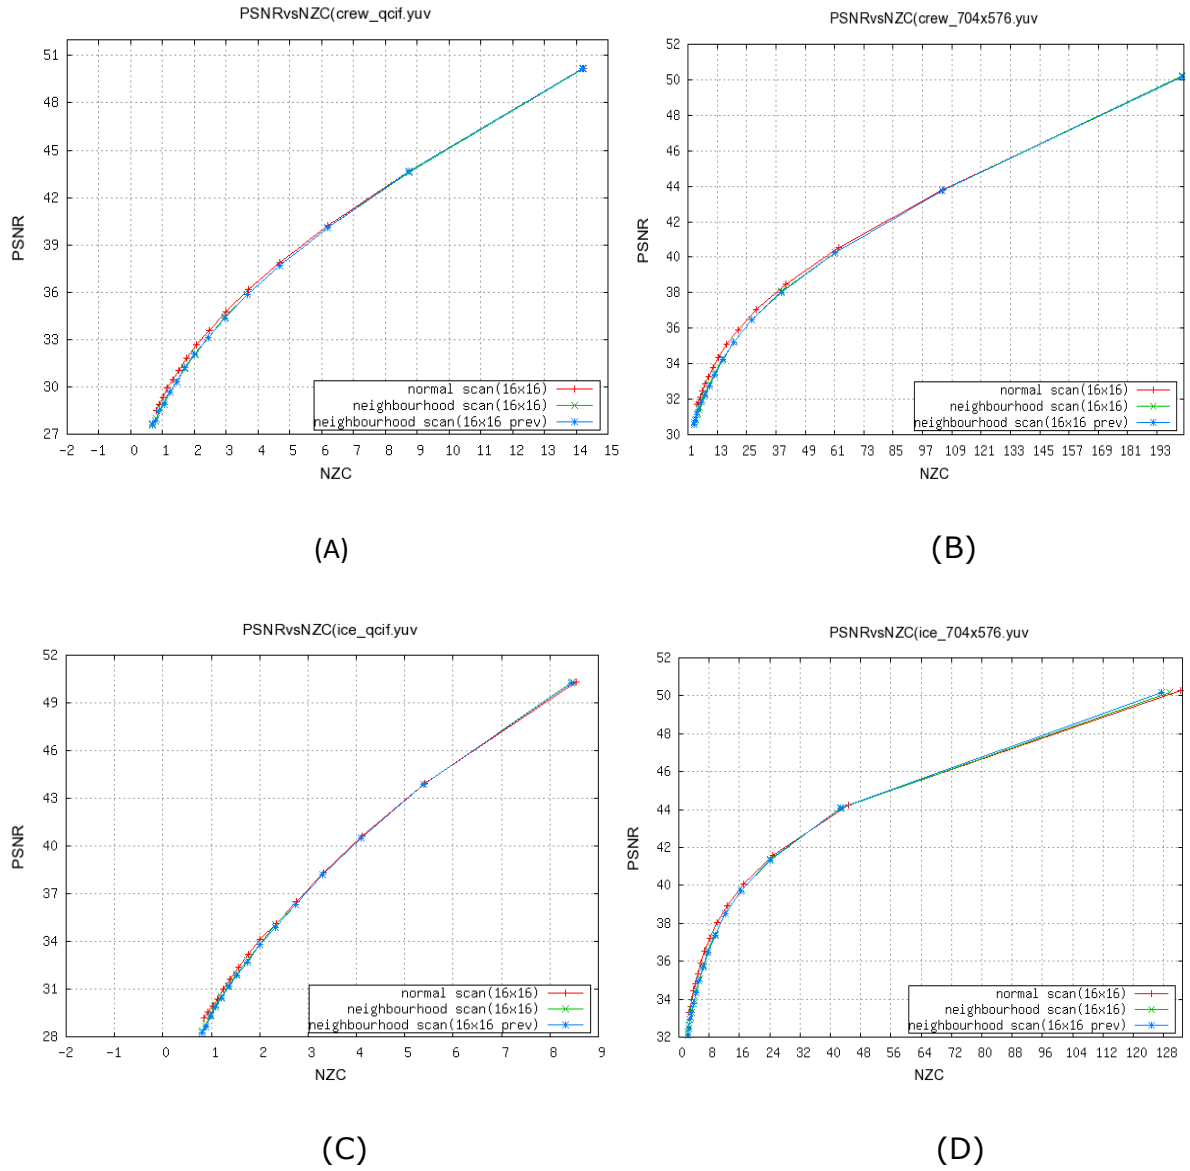 PSNRvsNZC(crew_qcif.yuv
51
48
45
42
39
36
33
30
27
PSNR
normal scan(16x16)
neighbourhood scan(16x16)
neighbourhood scan(16x16 prev)
-2 -1 0 1 2 3 4 5 6 7 8 9 10 11 12 13 14 15
NZC
(A)
PSNRvsNZC(crew_704x576.yuv
52
50
48
46
44
42
40
38
36
34
32
30
PSNR
normal scan(16x16)
neighbourhood scan(16x16)
neighbourhood scan(16x16 prev)
1 13 25 37 49 61 73 85 97 109 121 133 145 157 169 181 193
NZC
(B)
PSNRvsNZC(ice_qcif.yuv
52
49
46
43
40
37
34
31
28
PSNR
normal scan(16x16)
neighbourhood scan(16x16)
neighbourhood scan(16x16 prev)
-2 -1 0 1 2 3 4 5 6 7 8 9
NZC
(C)
PSNRvsNZC(ice_704x576.yuv
52
50
48
46
44
42
40
38
36
34
32
PSNR
normal scan(16x16)
neighbourhood scan(16x16)
neighbourhood scan(16x16 prev)
0 8 16 24 32 40 48 56 64 72 80 88 96 104 112 120 128
NZC
(D)